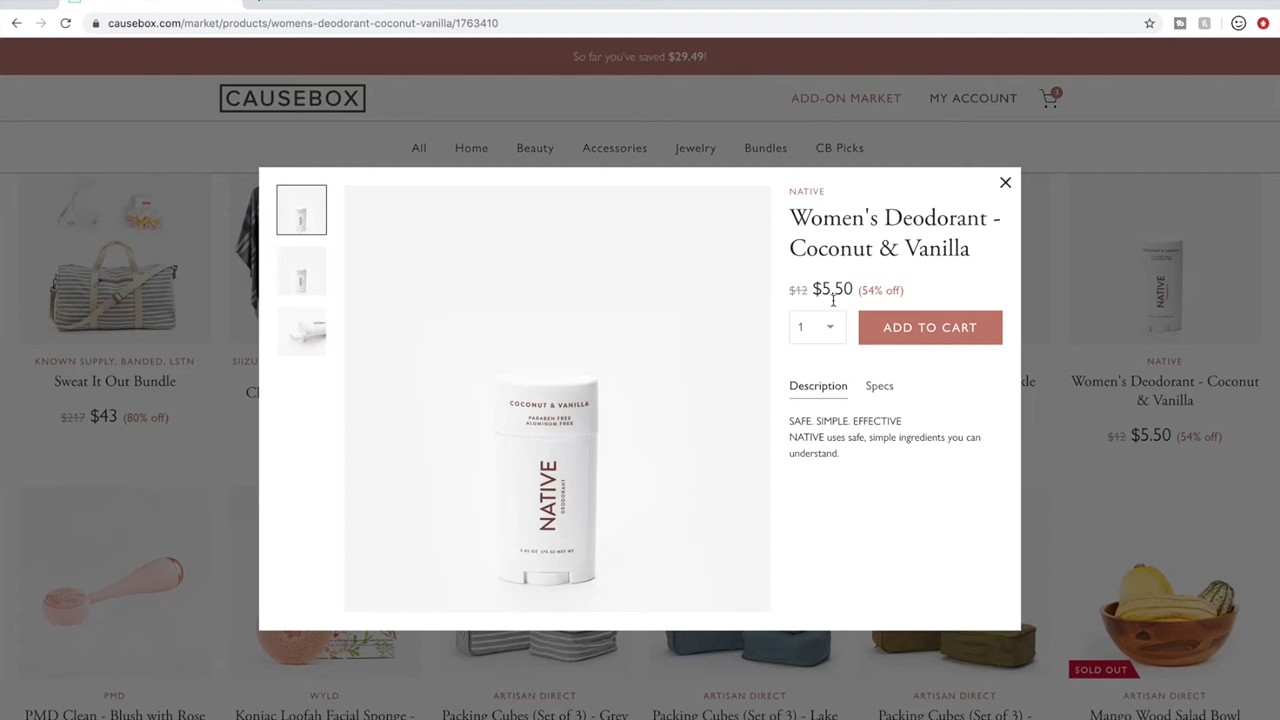 causebox.com/market/products/womens-deodorant-coconut-vanilla/1763410
So far you've saved $29.49!
CAUSEBOX
ADD-ON MARKET
MY ACCOUNT
3
All
Home
Beauty
Accessories
Jewelry
Bundles
CB Picks
NATIVE
Women's Deodorant -
Coconut & Vanilla
$12 $5.50 (54% off)
1
ADD TO CART
Description
Specs
SAFE. SIMPLE. EFFECTIVE
NATIVE uses safe, simple ingredients you can
understand.
COCONUT & VANILLA
PARABEN FREE
ALUMINUM FREE
NATIVE
DEODORANT
KNOWN SUPPLY, BANDED, LSTN
Sweat It Out Bundle
$217 $43 (80% off)
SIIZU
NATIVE
NATIVE
Women's Deodorant - Coconut
& Vanilla
$12 $5.50 (54% off)
SOLD OUT
PMD
PMD Clean - Blush with Rose
WYLD
Konjac Loofah Facial Sponge -
ARTISAN DIRECT
Packing Cubes (Set of 3) - Grey
ARTISAN DIRECT
Packing Cubes (Set of 3) - Lake
ARTISAN DIRECT
Packing Cubes (Set of 3) -
ARTISAN DIRECT
Mango Wood Salad Bowl